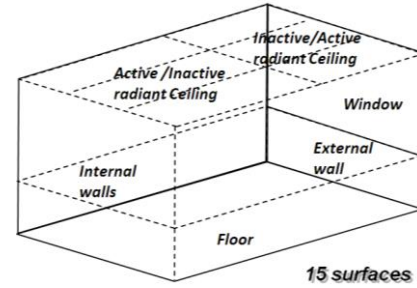 Inactive/Active
radiant Ceiling
Active /Inactive
radiant Ceiling
Window
Internal
walls
External
wall
Floor
15 surfaces